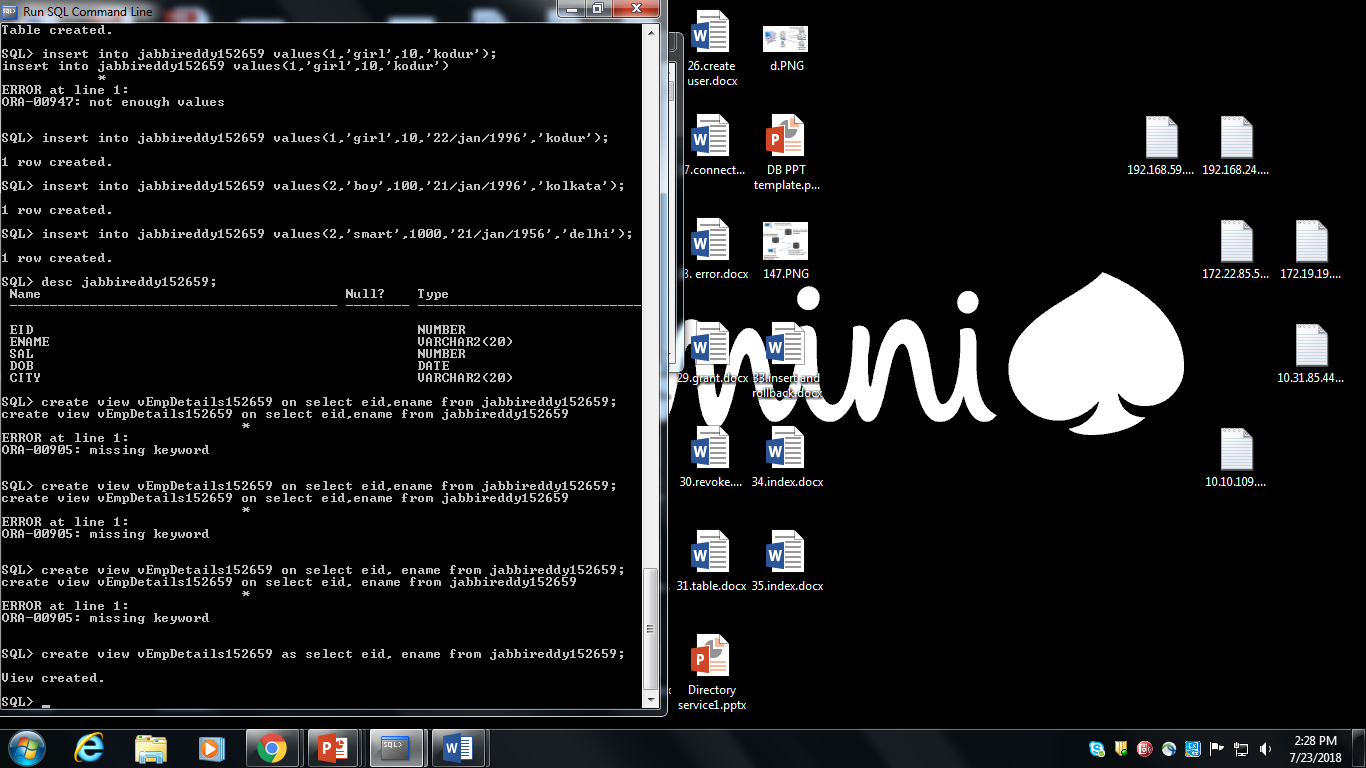 Run SQL Command Line
Table created.
SQL> insert into jabbireddy152659 values(1,'girl',10,'kodur');
insert into jabbireddy152659 values(1,'girl',10,'kodur')
*
ERROR at line 1:
ORA-00947: not enough values
SQL> insert into jabbireddy152659 values(1,'girl',10,'22/jan/1996','kodur');
1 row created.
SQL> insert into jabbireddy152659 values(2,'boy',100,'21/jan/1996','kolkata');
1 row created.
SQL> insert into jabbireddy152659 values(2,'smart',1000,'21/jan/1956','delhi');
1 row created.
SQL> desc jabbireddy152659;
Name Null? Type
EID NUMBER
ENAME VARCHAR2(20)
SAL NUMBER
DOB DATE
CITY VARCHAR2(20)
SQL> create view vEmpDetails152659 on select eid,ename from jabbireddy152659;
create view vEmpDetails152659 on select eid,ename from jabbireddy152659
*
ERROR at line 1:
ORA-00905: missing keyword
SQL> create view vEmpDetails152659 on select eid,ename from jabbireddy152659;
create view vEmpDetails152659 on select eid,ename from jabbireddy152659
*
ERROR at line 1:
ORA-00905: missing keyword
SQL> create view vEmpDetails152659 on select eid, ename from jabbireddy152659;
create view vEmpDetails152659 on select eid, ename from jabbireddy152659
*
ERROR at line 1:
ORA-00905: missing keyword
SQL> create view vEmpDetails152659 as select eid, ename from jabbireddy152659;
View created.
SQL> _
26.create
user.docx
d.PNG
7.connect...
DB PPT
template.p...
3. error.docx
147.PNG
29.grant.docx
33.insert and
rollback.docx
30.revoke....
34.index.docx
31.table.docx
35.index.docx
Directory
service1.pptx
mini
192.168.59....
192.168.24....
172.22.85.5...
172.19.19....
10.31.85.44...
10.10.109....
SQL>
2:28 PM
7/23/2018